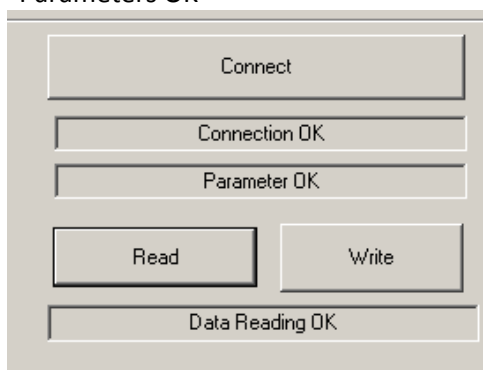 Parameters OK
Connect
Connection OK
Parameter OK
Read Write
Data Reading OK